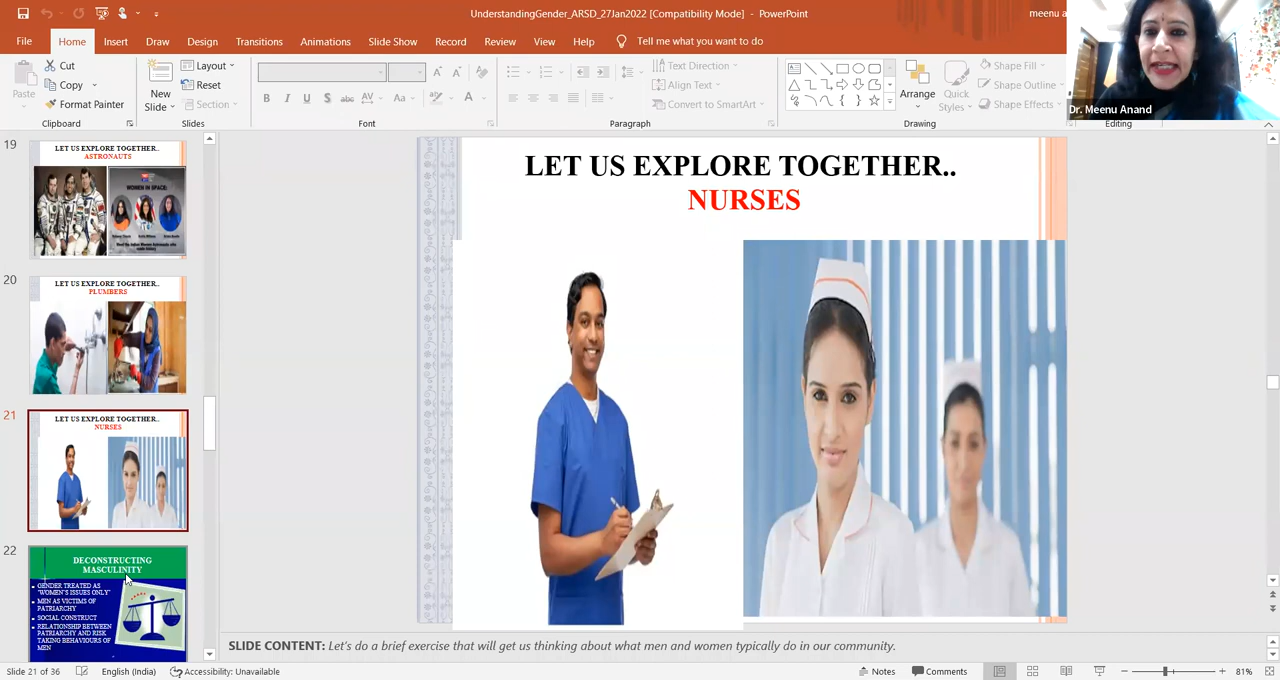 UnderstandingGender_ARSD_27Jan2022 [Compatibility Mode] - PowerPoint
meenu a
File Home Insert Draw Design Transitions Animations Slide Show Record Review View Help Tell me what you want to do
Paste
Cut
Copy
Format Painter
Clipboard
New
Slide
Layout
Reset
Section
Slides
B I U S abc AV Aa A
Paragraph
Text Direction
Align Text
Convert to SmartArt
Arrange
Quick
Styles
Shape Fill
Shape Outline
Shape Effects
Drawing
Editing
Dr. Meenu Anand
19
LET US EXPLORE TOGETHER..
ASTRONAUTS
WOMEN IN SPACE:
20
LET US EXPLORE TOGETHER..
PLUMBERS
21
LET US EXPLORE TOGETHER..
NURSES
22
DECONSTRUCTING
MASCULINITY
GENDER TREATED AS
"WOMEN'S ISSUES ONLY"
MEN AS VICTIMS OF
PATRIARCHY
SOCIAL CONSTRUCT
RELATIONSHIP BETWEEN
PATRIARCHY AND RISK
TAKING BEHAVIOURS OF
MEN
LET US EXPLORE TOGETHER..
NURSES
SLIDE CONTENT: Let's do a brief exercise that will get us thinking about what men and women typically do in our community.
Slide 21 of 36 English (India) Accessibility: Unavailable Notes Comments 81%